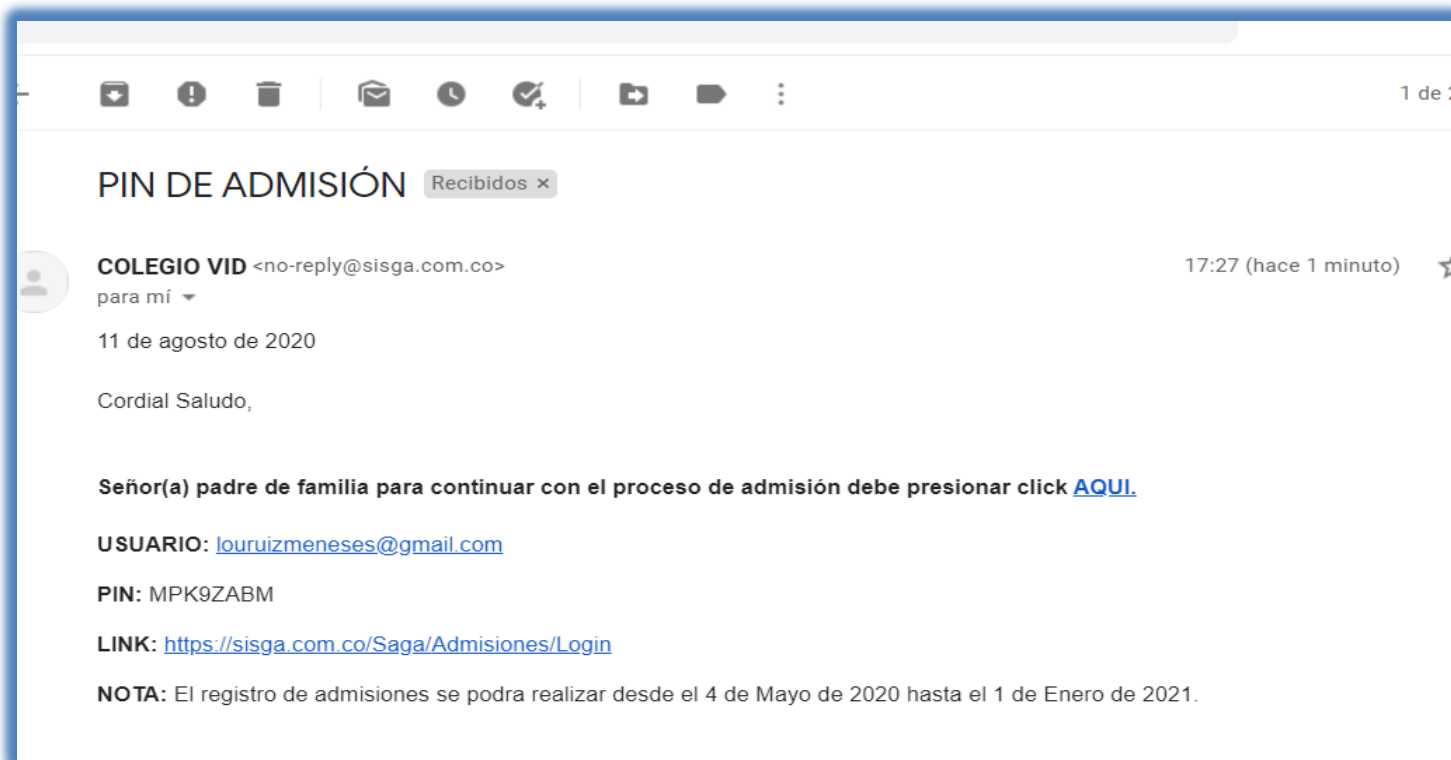 1 de 2
PIN DE ADMISIÓN Recibidos ×
COLEGIO VID <no-reply@sisga.com.co> 17:27 (hace 1 minuto)
para mí
11 de agosto de 2020
Cordial Saludo,
Señor(a) padre de familia para continuar con el proceso de admisión debe presionar click AQUI.
USUARIO: louruizmeneses@gmail.com
PIN: MPK9ZABM
LINK: https://sisga.com.co/Saga/Admisiones/Login
NOTA: El registro de admisiones se podra realizar desde el 4 de Mayo de 2020 hasta el 1 de Enero de 2021.